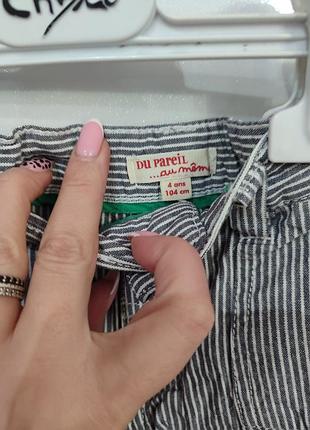 DU PAREIL
...au même
4 ans
104 cm